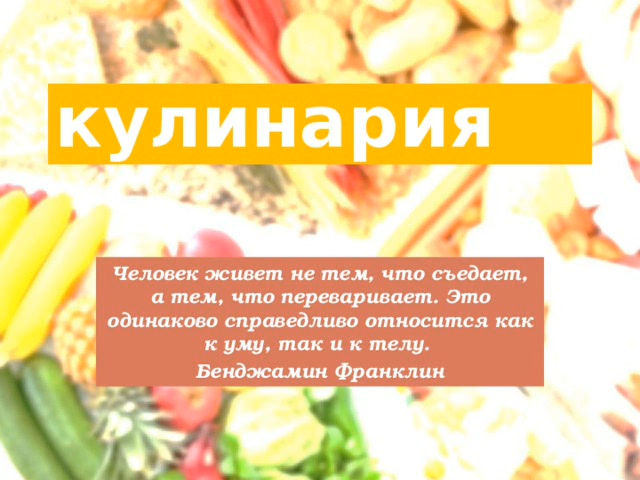 кулинария
Человек живет не тем, что съедает,
а тем, что переваривает. Это
одинаково справедливо относится как
к уму, так и к телу.
Бенджамин Франклин